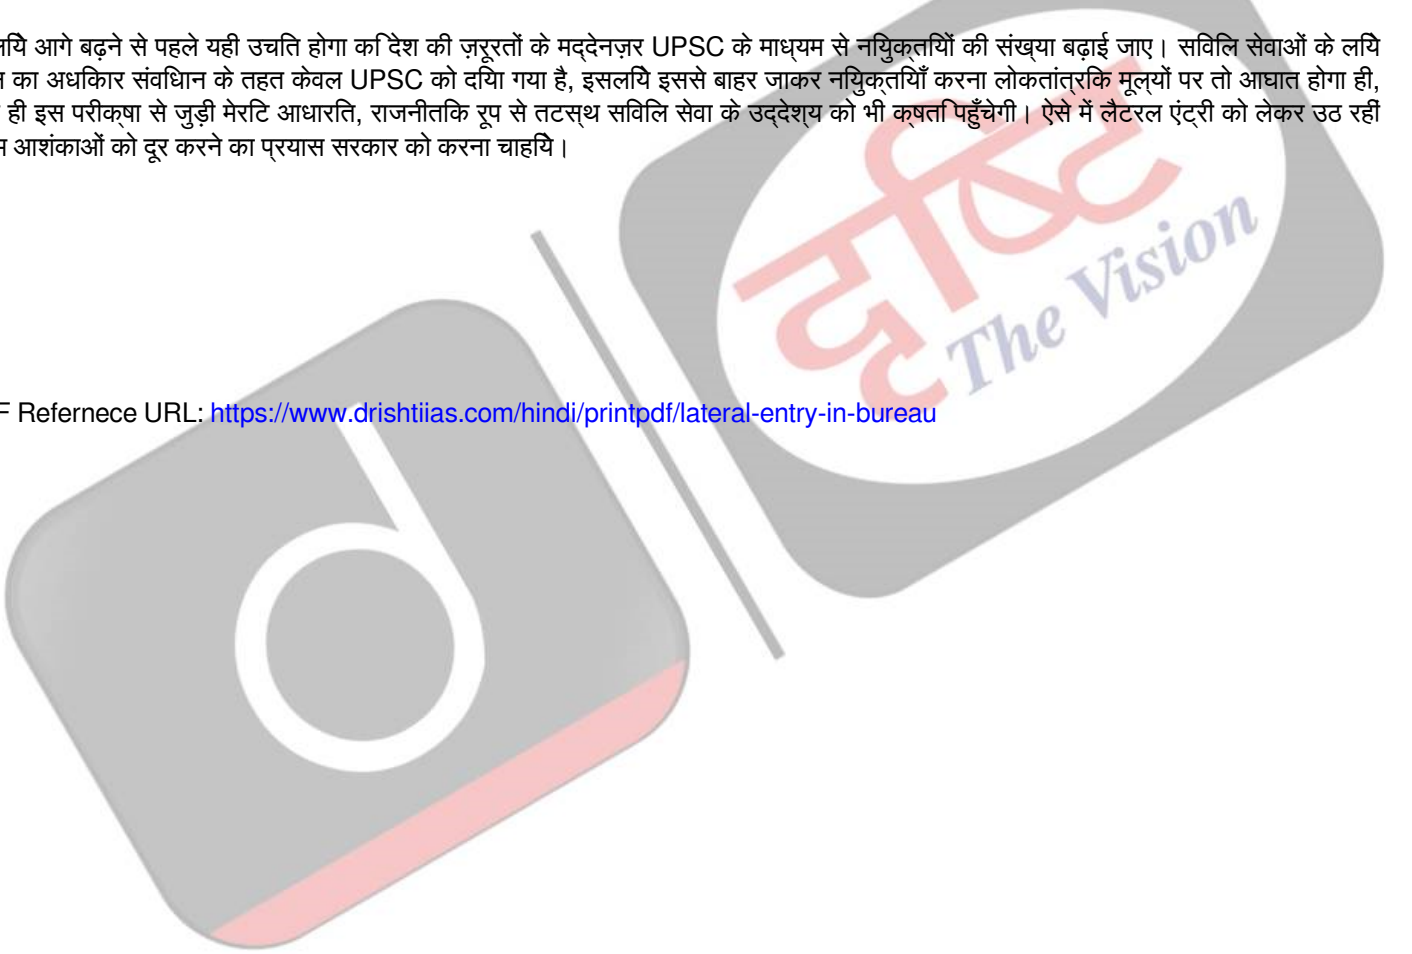 लिये आगे बढ़ने से पहले यही उचित होगा कि देश की ज़रूरतों के मद्देनज़र UPSC के माध्यम से नियुक्तियों की संख्या बढ़ाई जाए। सिविल सेवाओं के लिये
का अधिकार संविधान के तहत केवल UPSC को दिया गया है, इसलिये इससे बाहर जाकर नियुक्तियाँ करना लोकतांत्रिक मूल्यों पर तो आघात होगा ही,
ही इस परीक्षा से जुड़ी मेरिट आधारित, राजनीतिक रूप से तटस्थ सिविल सेवा के उद्देश्य को भी क्षति पहुँचेगी। ऐसे में लैटरल एंट्री को लेकर उठ रहीं
आशंकाओं को दूर करने का प्रयास सरकार को करना चाहिये।
दृष्टि
The Vision
F Refernece URL: https://www.drishtiias.com/hindi/printpdf/lateral-entry-in-bureau
d